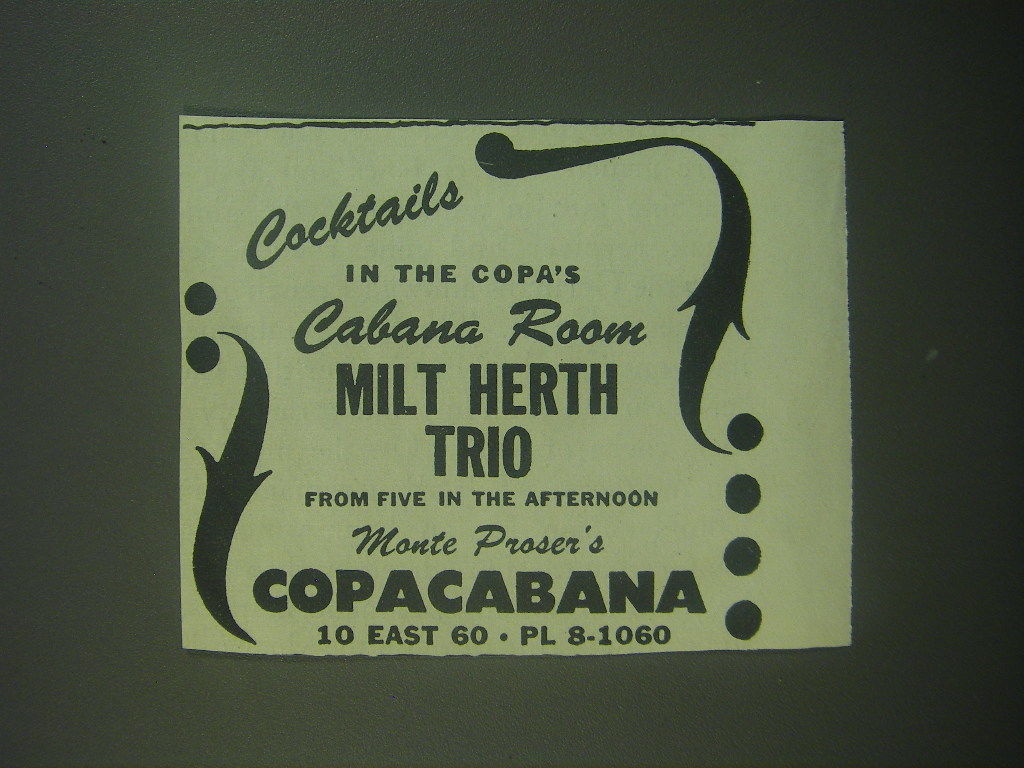 Cocktails
IN THE COPA'S
Cabana Room
MILT HERTH
TRIO
FROM FIVE IN THE AFTERNOON
Monte Proser's
COPACABANA
10 EAST 60 • PL 8-1060